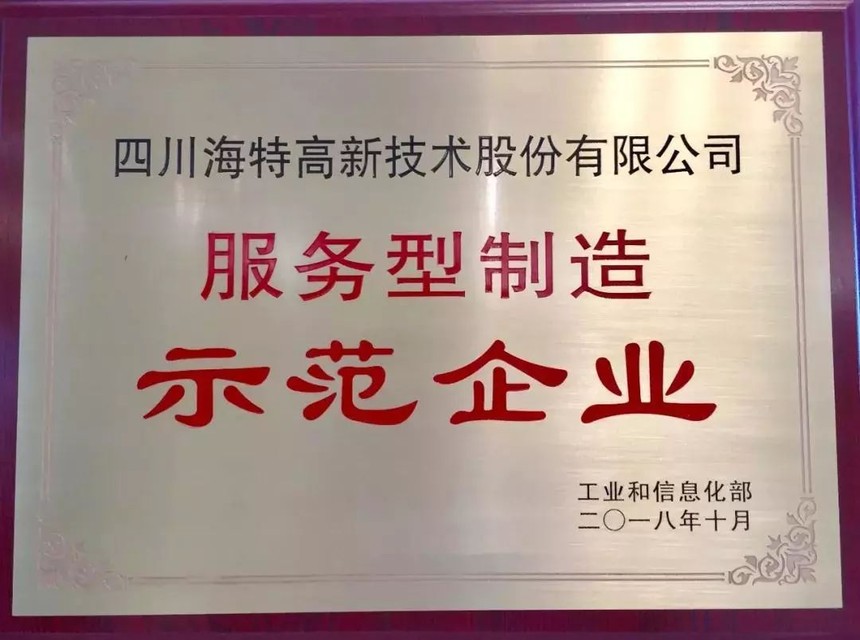 四川海特高新技术股份有限公司
服务型制造
示范企业
工业和信息化部
二〇一八年十月